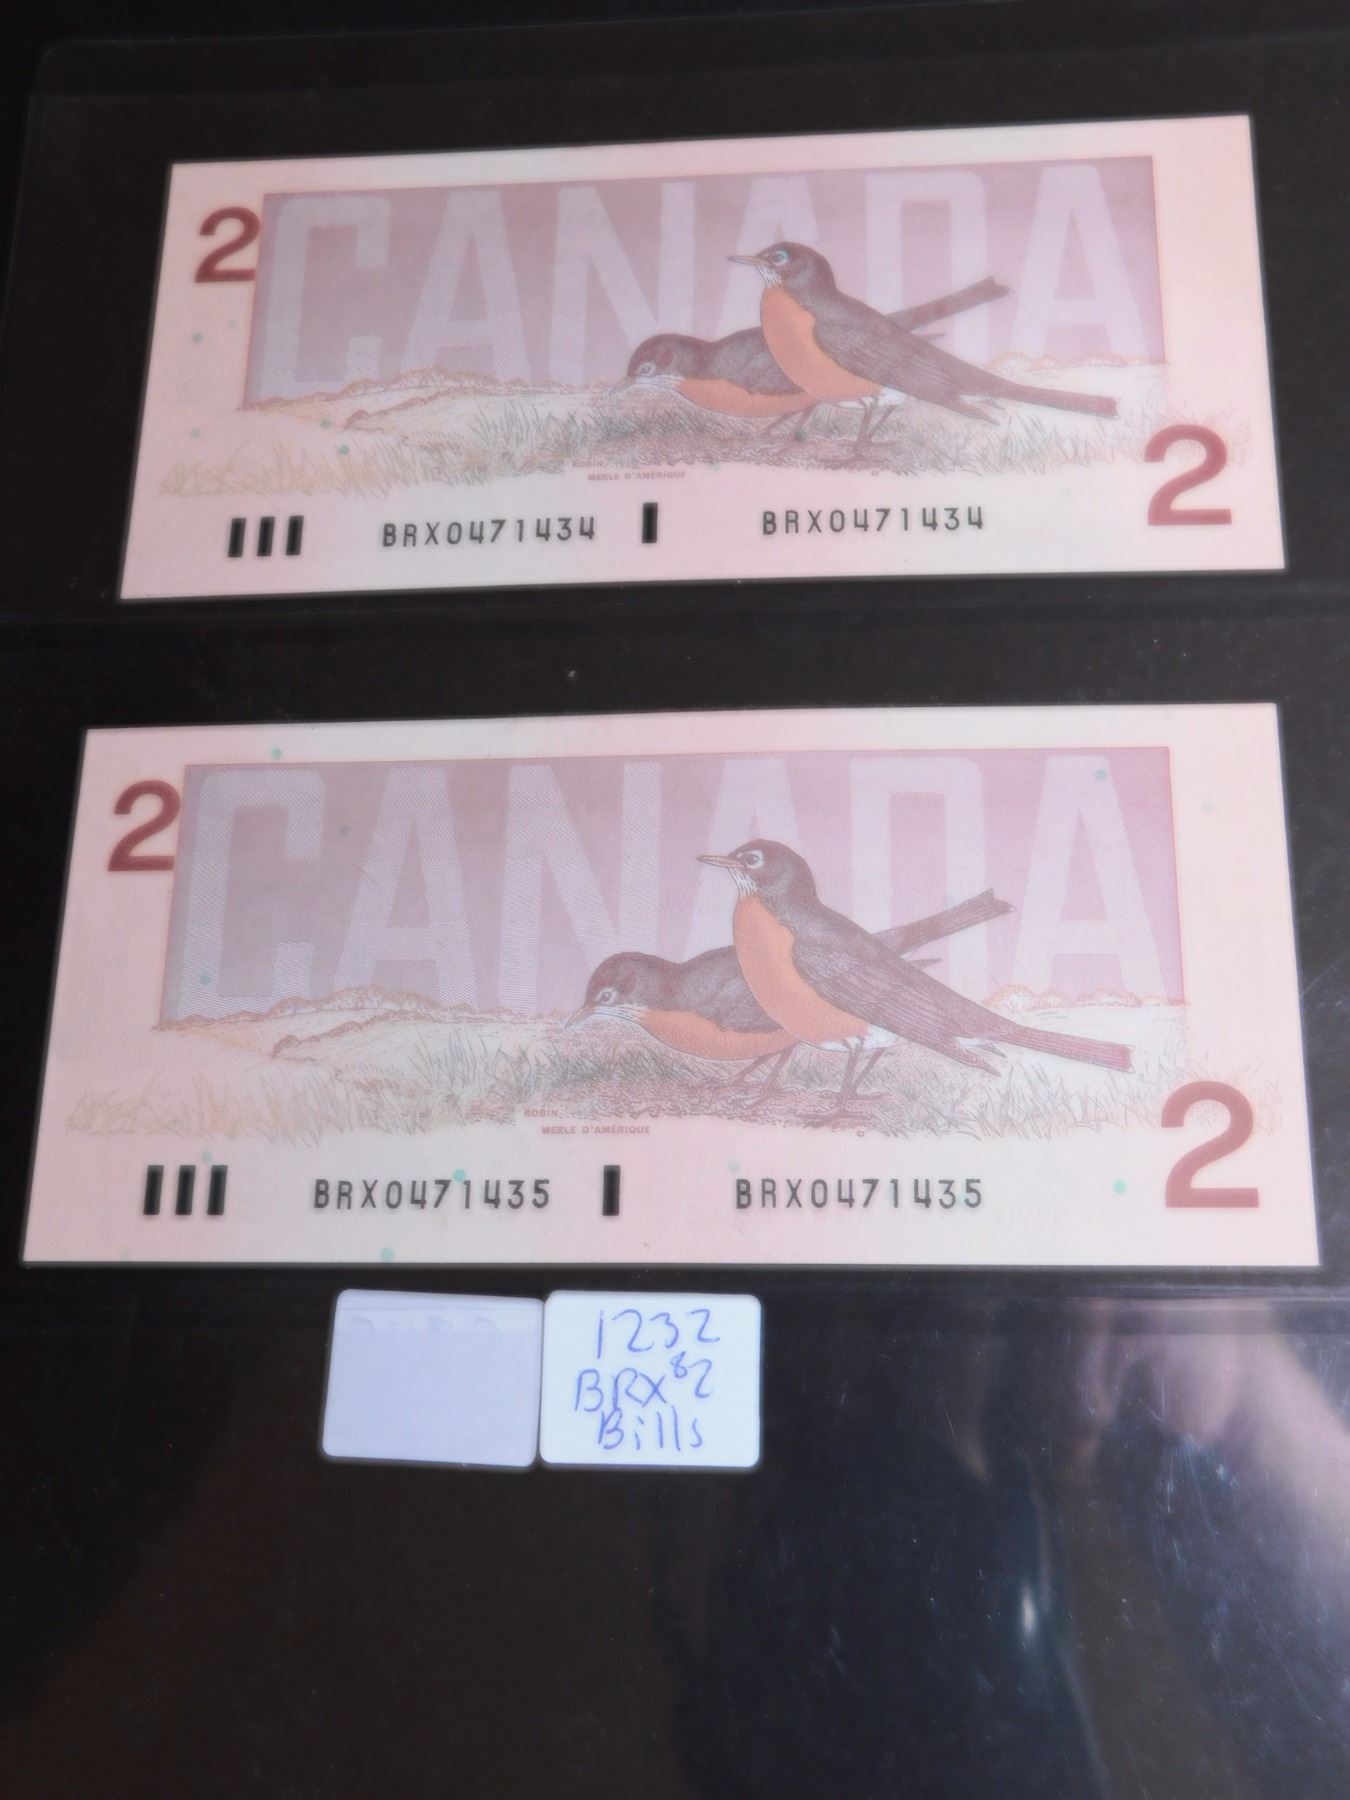 CANADA
2
ROBIN,
MERLE D'AMÉRIQUE
2
BRX0471434 BRX0471434
CANADA
2
ROBIN,
MERLE D'AMÉRIQUE
2
BRX0471435 BRX0471435
1232
BRX 82
Bills